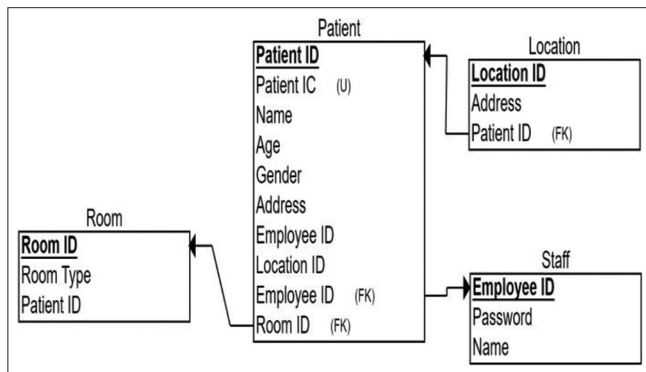 Patient
Patient ID
Patient IC (U)
Name
Age
Gender
Address
Employee ID
Location ID
Employee ID (FK)
Room ID (FK)
Location
Location ID
Address
Patient ID (FK)
Room
Room ID
Room Type
Patient ID
Staff
Employee ID
Password
Name